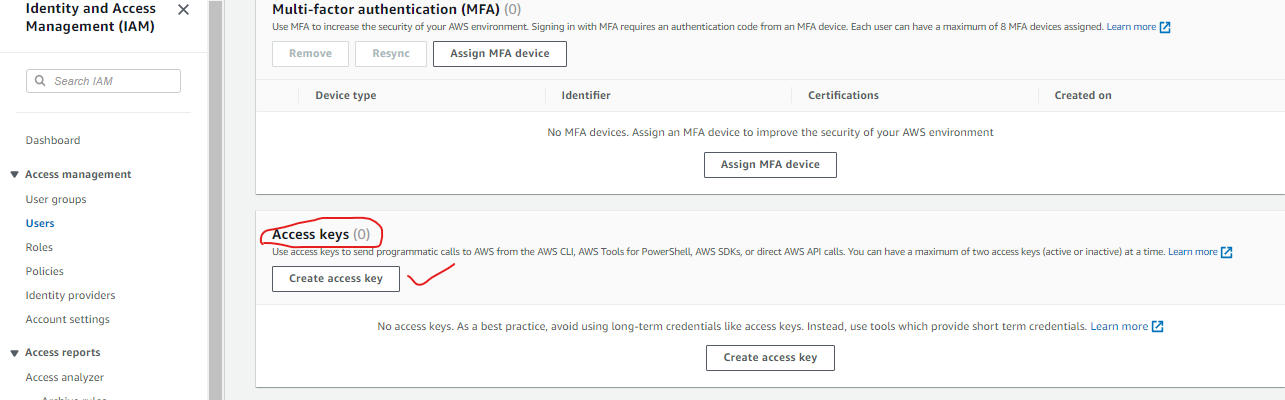 Identity and Access
Management (IAM)
Search IAM
Dashboard
Access management
User groups
Users
Roles
Policies
Identity providers
Account settings
Access reports
Access analyzer
Archive rules
Multi-factor authentication (MFA) (0)
Use MFA to increase the security of your AWS environment. Signing in with MFA requires an authentication code from an MFA device. Each user can have a maximum of 8 MFA devices assigned. Learn more
Remove Resync Assign MFA device
Device type Identifier Certifications Created on
No MFA devices. Assign an MFA device to improve the security of your AWS environment
Assign MFA device
Access keys (0)
Use access keys to send programmatic calls to AWS from the AWS CLI, AWS Tools for PowerShell, AWS SDKs, or direct AWS API calls. You can have a maximum of two access keys (active or inactive) at a time. Learn more
Create access key
No access keys. As a best practice, avoid using long-term credentials like access keys. Instead, use tools which provide short term credentials. Learn more
Create access key